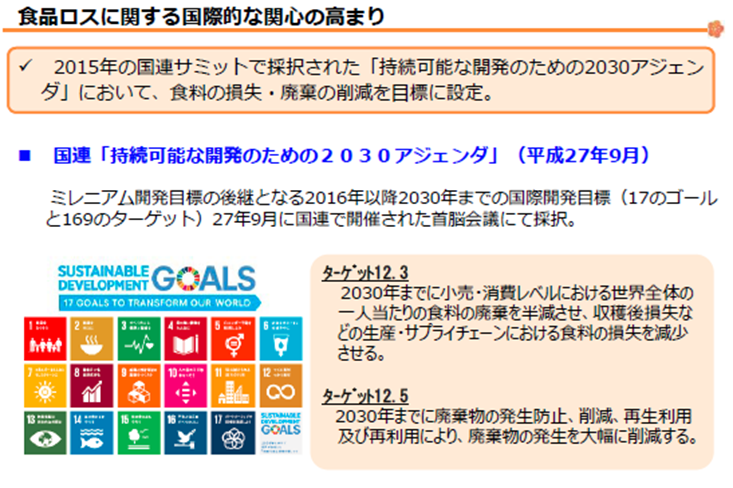 食品ロスに関する国際的な関心の高まり
✓ 2015年の国連サミットで採択された「持続可能な開発のための2030アジェン
ダ」において、食料の損失・廃棄の削減を目標に設定。
■ 国連「持続可能な開発のための2030アジェンダ」（平成27年9月）
ミレニアム開発目標の後継となる2016年以降2030年までの国際開発目標（17のゴール
と169のターゲット）27年9月に国連で開催された首脳会議にて採択。
SUSTAINABLE
DEVELOPMENT GOALS
17 GOALS TO TRANSFORM OUR WORLD
1
2
3
4
5
6
7
8
9
10
11
12
13
14
15
16
17
SUSTAINABLE
DEVELOPMENT
GOALS
ﾀｰｹﾞｯﾄ12.3
2030年までに小売・消費レベルにおける世界全体の
一人当たりの食料の廃棄を半減させ、収穫後損失な
どの生産・サプライチェーンにおける食料の損失を減少
させる。
ﾀｰｹﾞｯﾄ12.5
2030年までに廃棄物の発生防止、削減、再生利用
及び再利用により、廃棄物の発生を大幅に削減する。